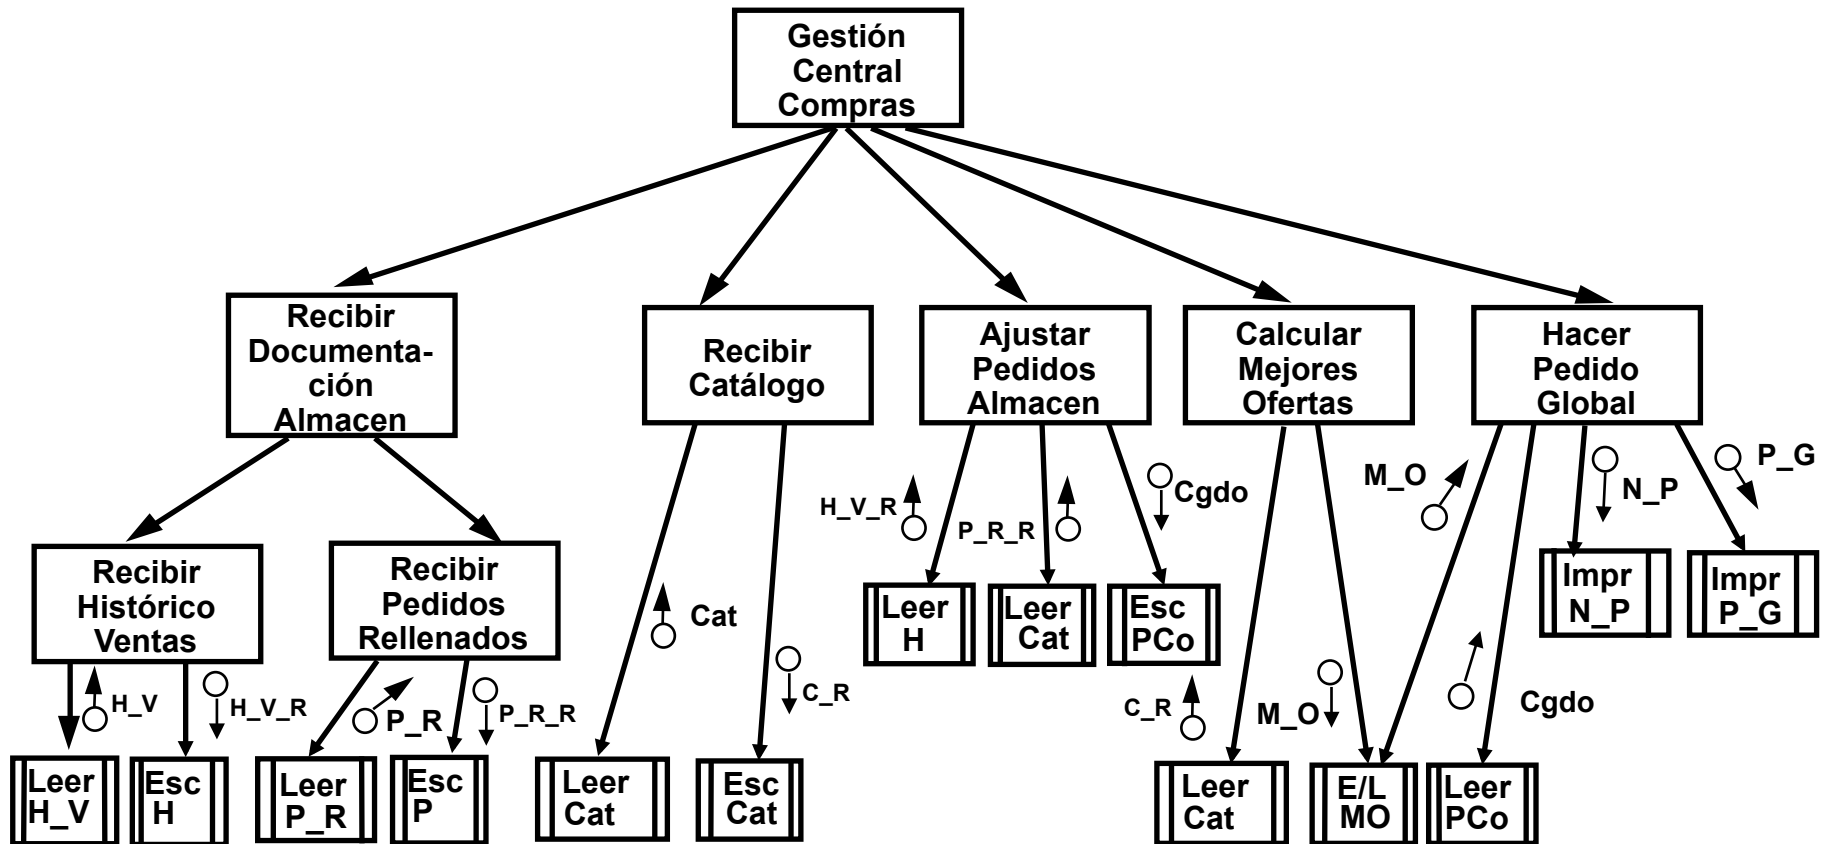 Gestión
Central
Compras
Recibir
Documenta-
ción
Almacen
Recibir
Catálogo
Ajustar
Pedidos
Almacen
Calcular
Mejores
Ofertas
Hacer
Pedido
Global
Recibir
Histórico
Ventas
Recibir
Pedidos
Rellenados
H_V
H_V_R
P_R
P_R_R
Cat
C_R
H_V_R
P_R_R
Cgdo
C_R
M_O
M_O
Cgdo
N_P
P_G
Leer
H_V
Esc
H
Leer
P_R
Esc
P
Leer
Cat
Esc
Cat
Leer
H
Leer
Cat
Esc
PCo
Leer
Cat
E/L
MO
Leer
PCo
Impr
N_P
Impr
P_G